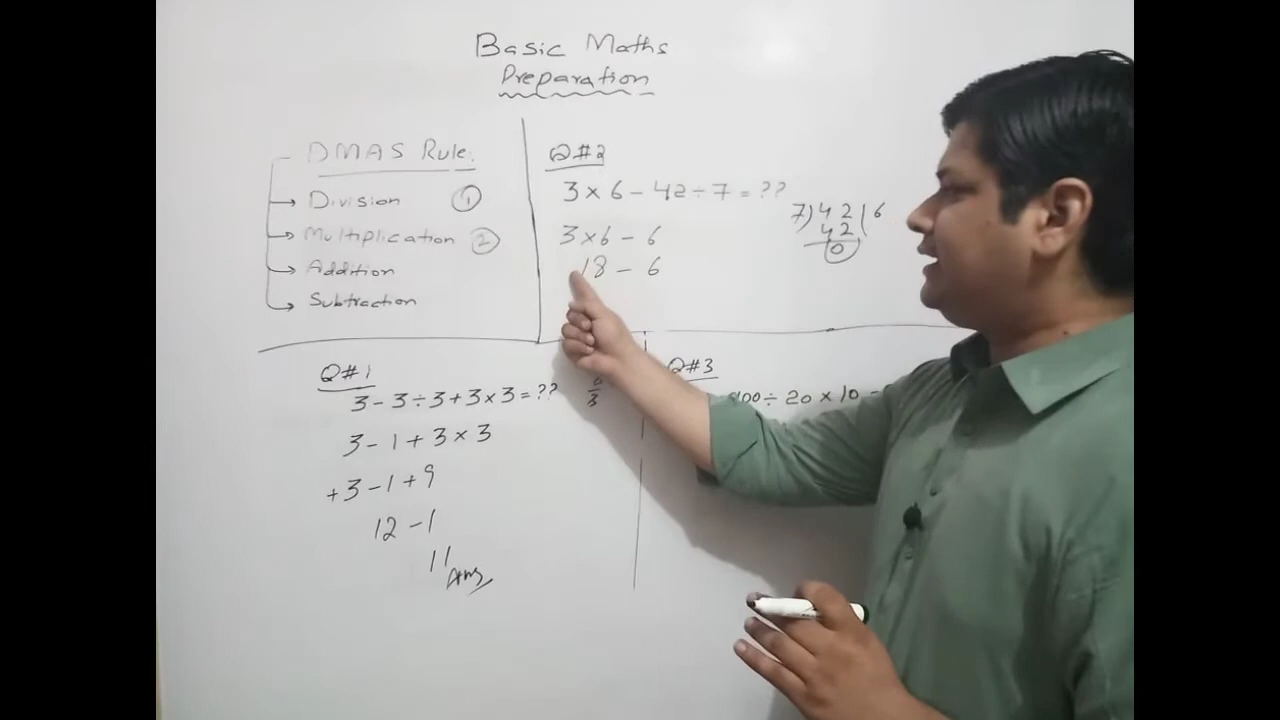 Basic Maths
Preparation
DMAS Rule.
Division ①
Multiplication ②
Addition
Subtraction
Q#2
3×6-42÷7=??
3×6-6
18-6
7)42(6
42
0
Q#1
3-3÷3+3×3=??
3-1+3×3
+3-1+9
12-1
11 Ans
3
Q#3
÷20×10